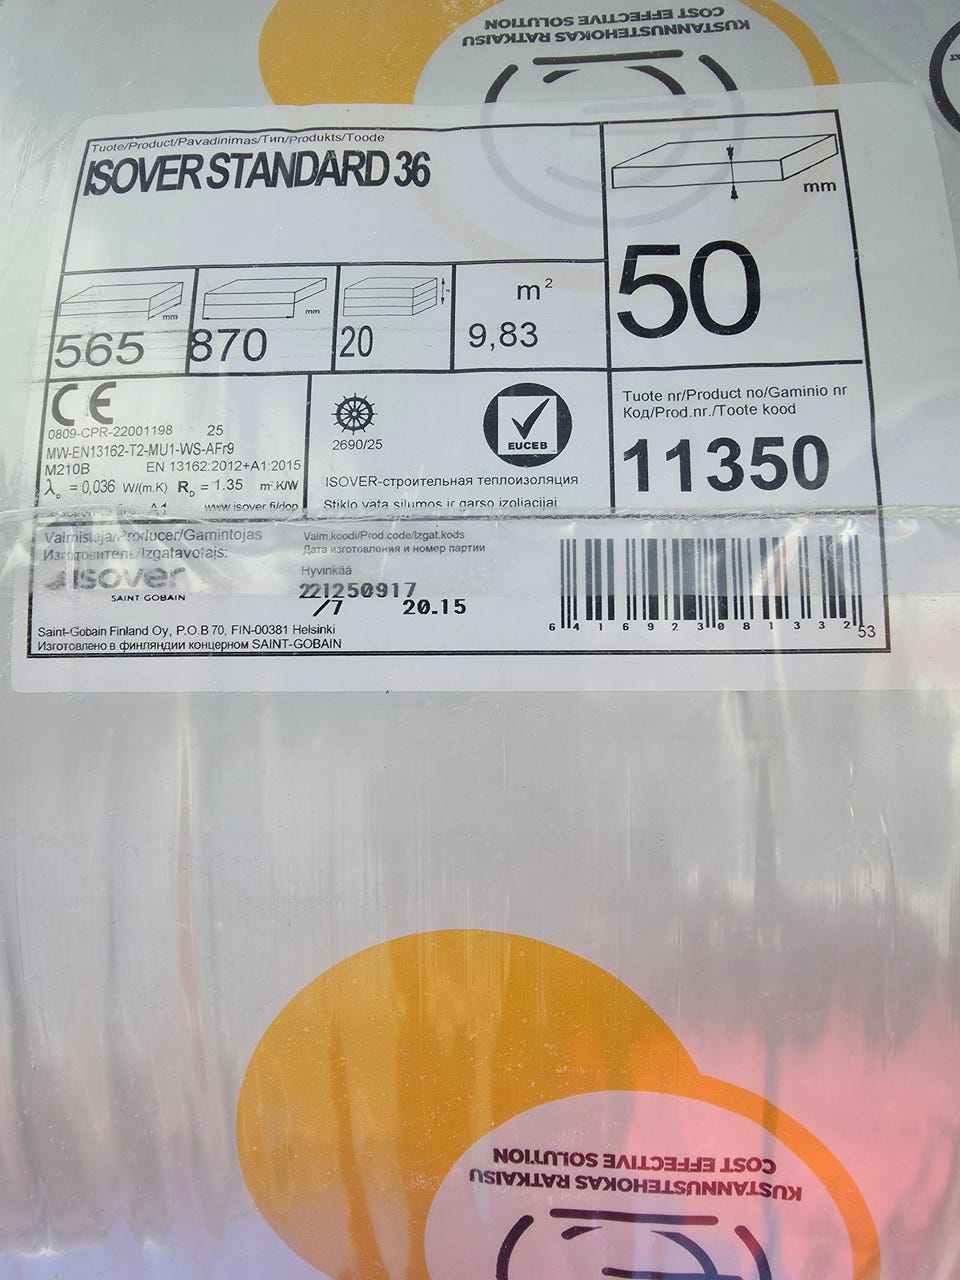 KUSTANNUSTEHOKAS RATKAISU
COST EFFECTIVE SOLUTION
Tuote/Product/Pavadinimas/Тип/Produkts/Toode
ISOVER STANDARD 36
mm
50
mm
565
mm
870
20
m²
9,83
CE
0809-CPR-22001198 25
MW-EN13162-T2-MU1-WS-AFr9
M210B EN 13162:2012+A1:2015
λD = 0,036 W/(m.K) RD = 1.35 m².K/W
A1 www.isover.fi/dop
2690/25
EUCEB
ISOVER-строительная теплоизоляция
Stiklo vata šilumos ir garso izoliacijai
Tuote nr/Product no/Gaminio nr
Код/Prod.nr./Toote kood
11350
Valmistaja/Producer/Gamintojas
Изготовитель/Izgatavotajs:
isover
SAINT-GOBAIN
Valm.koodi/Prod.code/Izgat.kods
Дата изготовления и номер партии
Hyvinkää
221250917
/7 20.15
Saint-Gobain Finland Oy, P.O.B 70, FIN-00381 Helsinki
Изготовлено в финляндии концерном SAINT-GOBAIN
6 416923 081332
53
COST EFFECTIVE SOLUTION
KUSTANNUSTEHOKAS RATKAISU